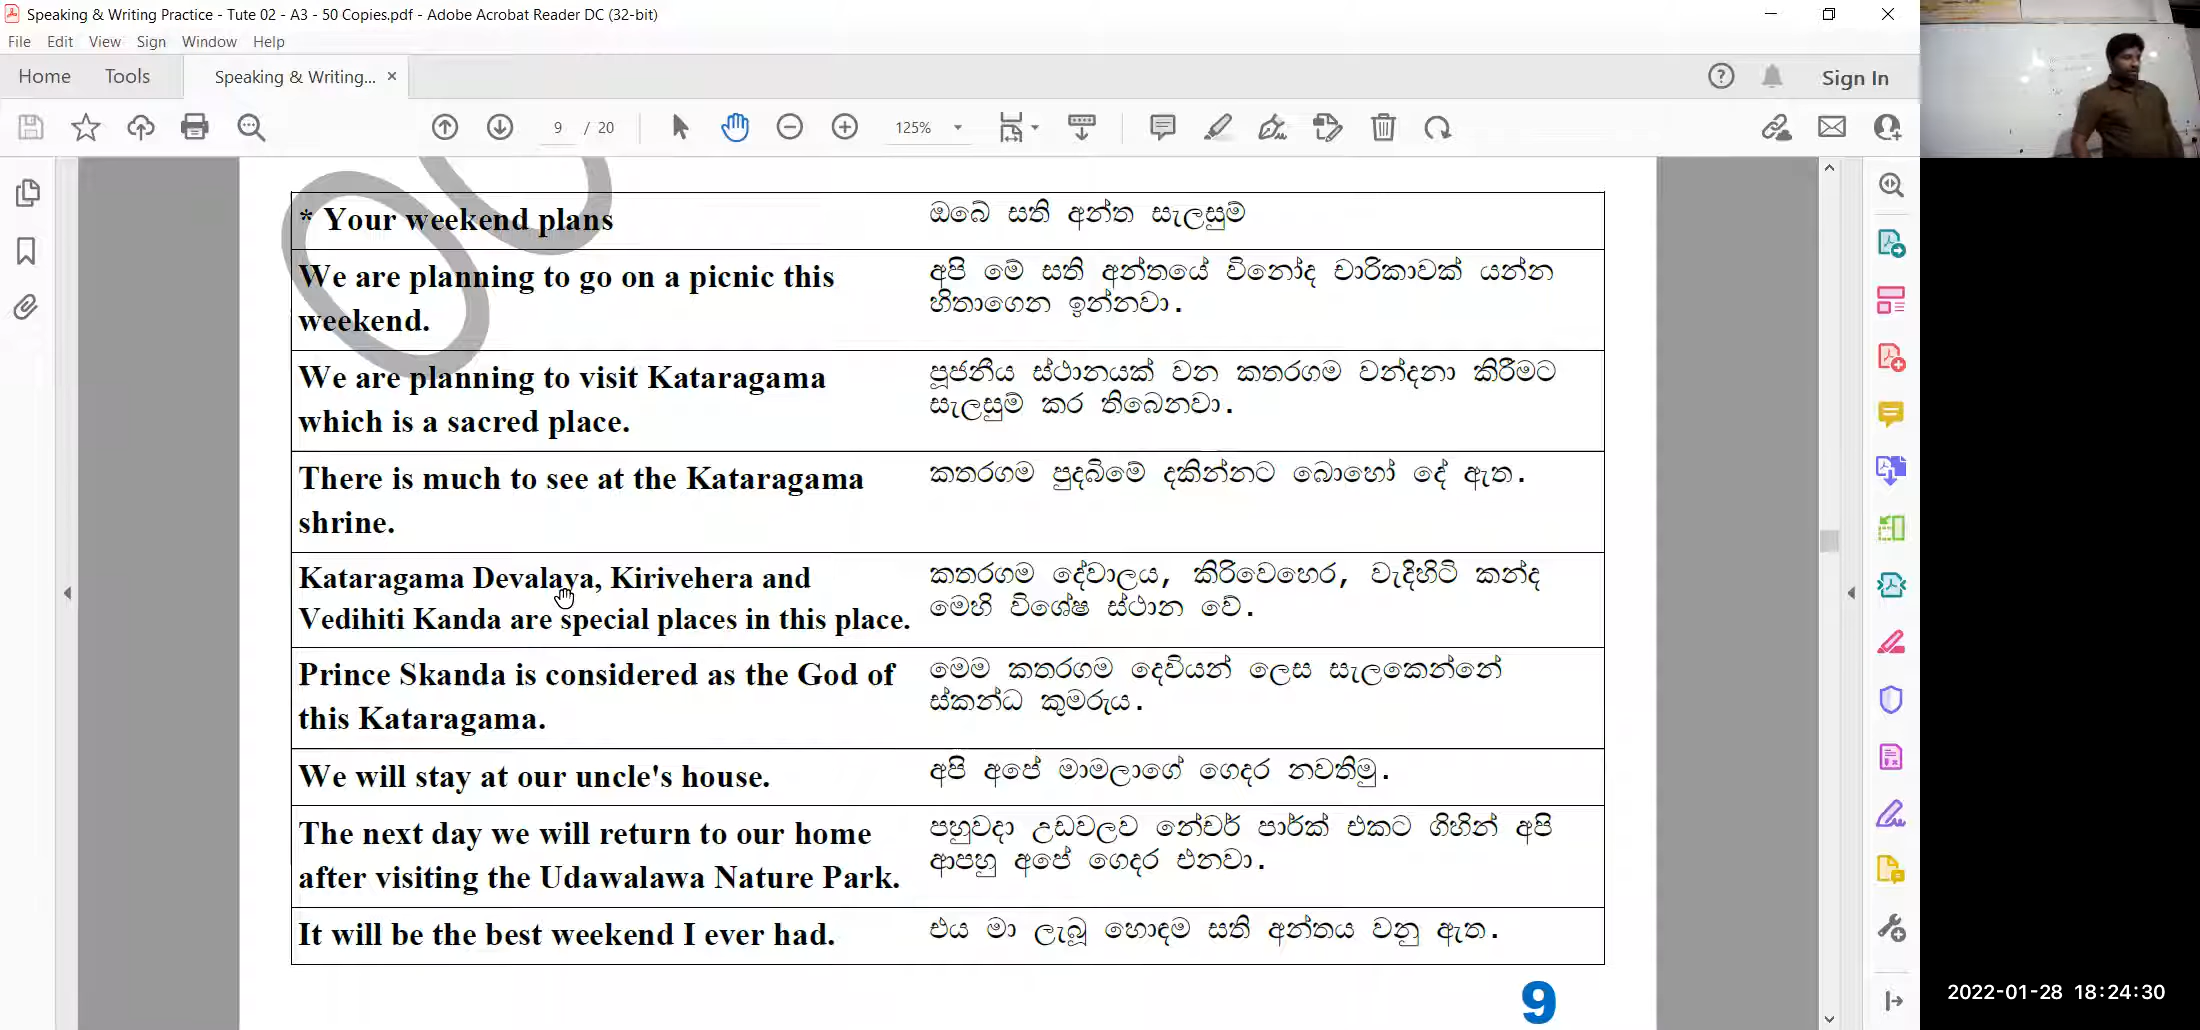 Speaking & Writing Practice - Tute 02 - A3 - 50 Copies.pdf - Adobe Acrobat Reader DC (32-bit)
File Edit View Sign Window Help
Home Tools Speaking & Writing... × Sign In
9 / 20 125%
* Your weekend plans
ඔබේ සති අන්ත සැලසුම්
We are planning to go on a picnic this
weekend.
අපි මේ සති අන්තයේ විනෝද චාරිකාවක් යන්න
හිතාගෙන ඉන්නවා.
We are planning to visit Kataragama
which is a sacred place.
පූජනීය ස්ථානයක් වන කතරගම වන්දනා කිරීමට
සැලසුම් කර තිබෙනවා.
There is much to see at the Kataragama
shrine.
කතරගම පුදබිමේ දකින්නට බොහෝ දේ ඇත.
Kataragama Devalaya, Kirivehera and
Vedihiti Kanda are special places in this place.
කතරගම දේවාලය, කිරිවෙහෙර, වැදිහිටි කන්ද
මෙහි විශේෂ ස්ථාන වේ.
Prince Skanda is considered as the God of
this Kataragama.
මෙම කතරගම දෙවියන් ලෙස සැලකෙන්නේ
ස්කන්ධ කුමරුය.
We will stay at our uncle's house.
අපි අපේ මාමලාගේ ගෙදර නවතිමු.
The next day we will return to our home
after visiting the Udawalawa Nature Park.
පහුවදා උඩවලව නේචර් පාර්ක් එකට ගිහින් අපි
ආපහු අපේ ගෙදර එනවා.
It will be the best weekend I ever had.
එය මා ලැබූ හොඳම සති අන්තය වනු ඇත.
9
2022-01-28 18:24:30